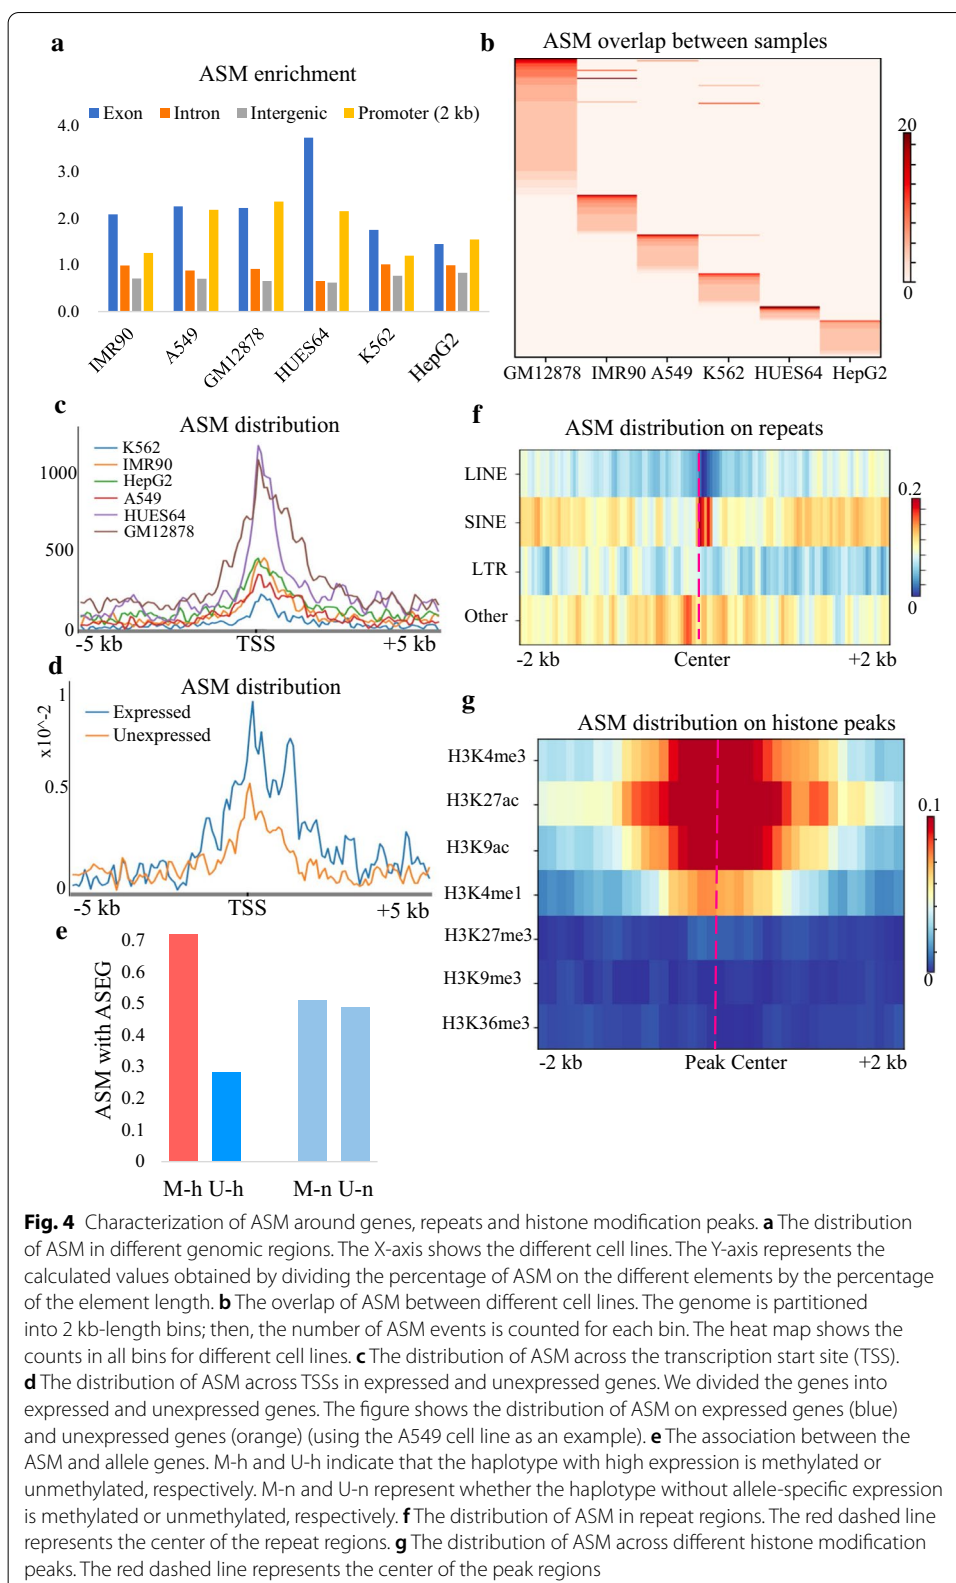 a
ASM enrichment
Exon Intron Intergenic Promoter (2 kb)
4.0
3.0
2.0
1.0
0.0
IMR90
A549
GM12878
HUES64
K562
HepG2
b
ASM overlap between samples
20
0
GM12878 IMR90 A549 K562 HUES64 HepG2
c
ASM distribution
K562
IMR90
HepG2
A549
HUES64
GM12878
1000
500
0
-5 kb TSS +5 kb
f
ASM distribution on repeats
LINE
SINE
LTR
Other
0.2
0
-2 kb Center +2 kb
d
ASM distribution
Expressed
Unexpressed
x10^-2
1
0.5
0
-5 kb TSS +5 kb
g
ASM distribution on histone peaks
H3K4me3
H3K27ac
H3K9ac
H3K4me1
H3K27me3
H3K9me3
H3K36me3
0.1
0
-2 kb Peak Center +2 kb
e
ASM with ASEG
0.7
0.6
0.5
0.4
0.3
0.2
0.1
0
M-h U-h M-n U-n
Fig. 4 Characterization of ASM around genes, repeats and histone modification peaks. a The distribution
of ASM in different genomic regions. The X-axis shows the different cell lines. The Y-axis represents the
calculated values obtained by dividing the percentage of ASM on the different elements by the percentage
of the element length. b The overlap of ASM between different cell lines. The genome is partitioned
into 2 kb-length bins; then, the number of ASM events is counted for each bin. The heat map shows the
counts in all bins for different cell lines. c The distribution of ASM across the transcription start site (TSS).
d The distribution of ASM across TSSs in expressed and unexpressed genes. We divided the genes into
expressed and unexpressed genes. The figure shows the distribution of ASM on expressed genes (blue)
and unexpressed genes (orange) (using the A549 cell line as an example). e The association between the
ASM and allele genes. M-h and U-h indicate that the haplotype with high expression is methylated or
unmethylated, respectively. M-n and U-n represent whether the haplotype without allele-specific expression
is methylated or unmethylated, respectively. f The distribution of ASM in repeat regions. The red dashed line
represents the center of the repeat regions. g The distribution of ASM across different histone modification
peaks. The red dashed line represents the center of the peak regions